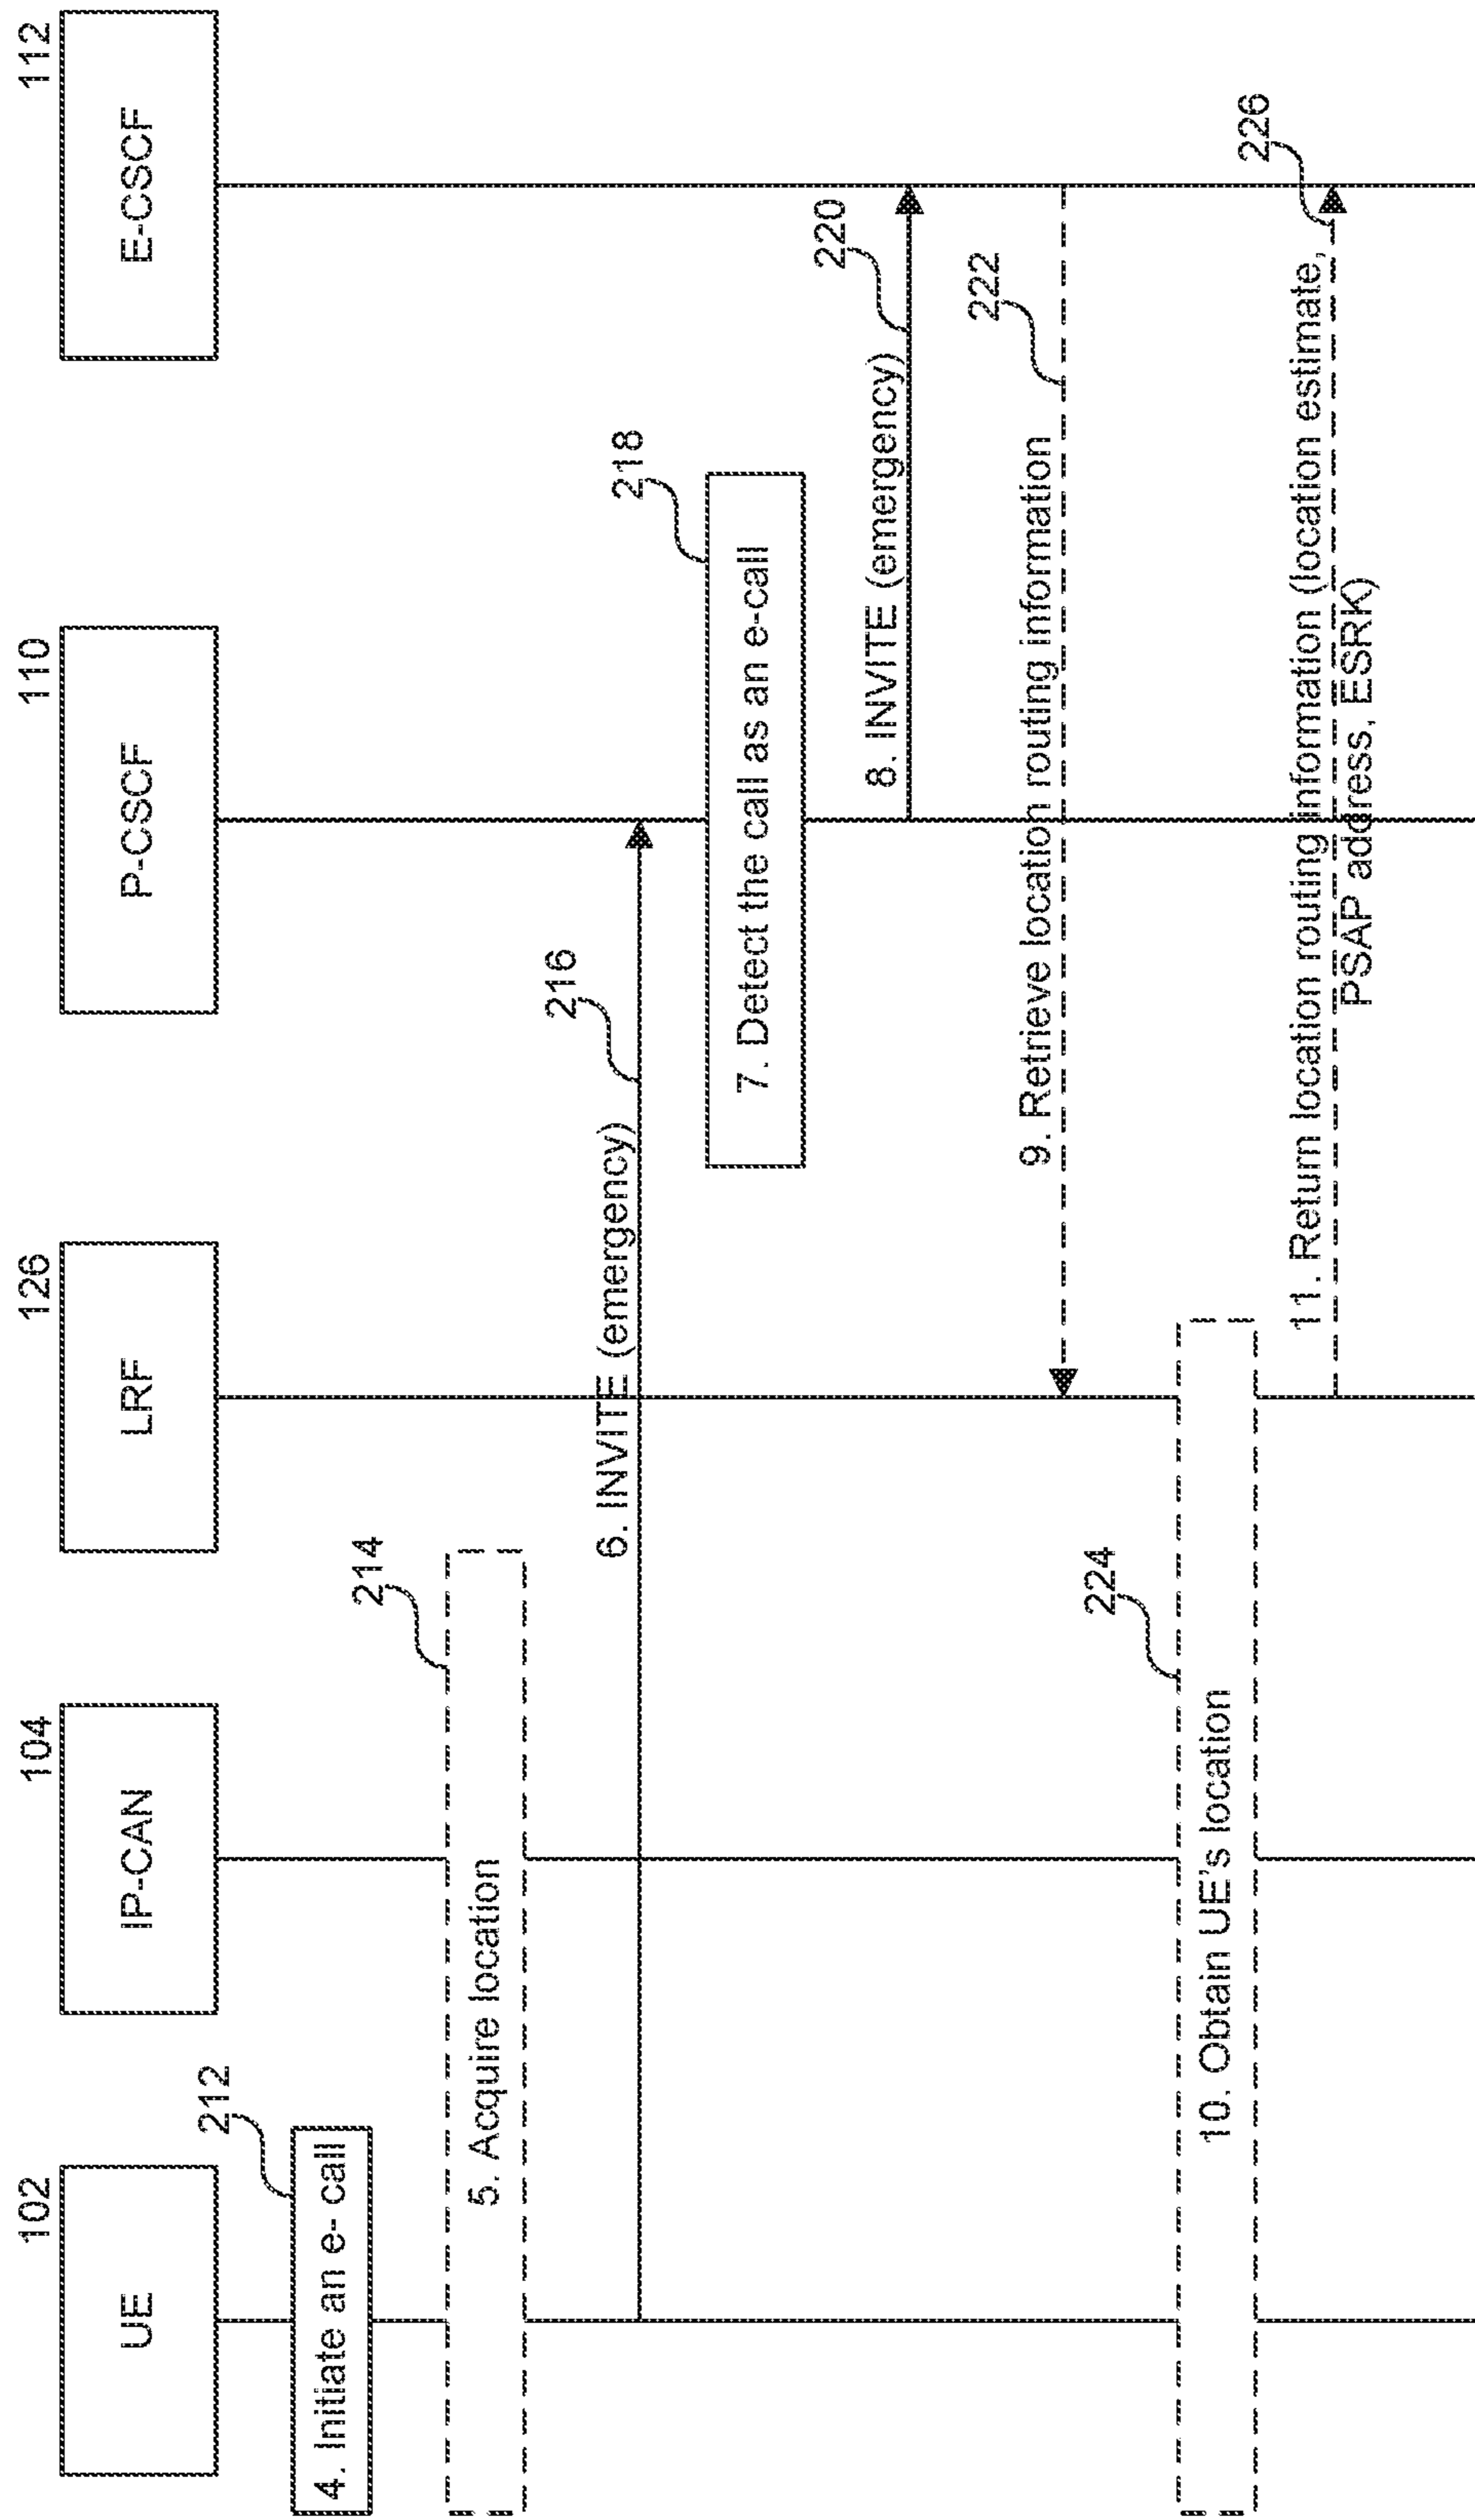 102
104
126
110
112
UE
IP-CAN
LRF
P-CSCF
E-CSCF
212
4. Initiate an e- call
214
5. Acquire location
216
6. INVITE (emergency)
218
7. Detect the call as an e-call
220
8. INVITE (emergency)
222
9. Retrieve location routing information
224
10. Obtain UE's location
226
11. Return location routing information (location estimate,
PSAP address, ESRK)